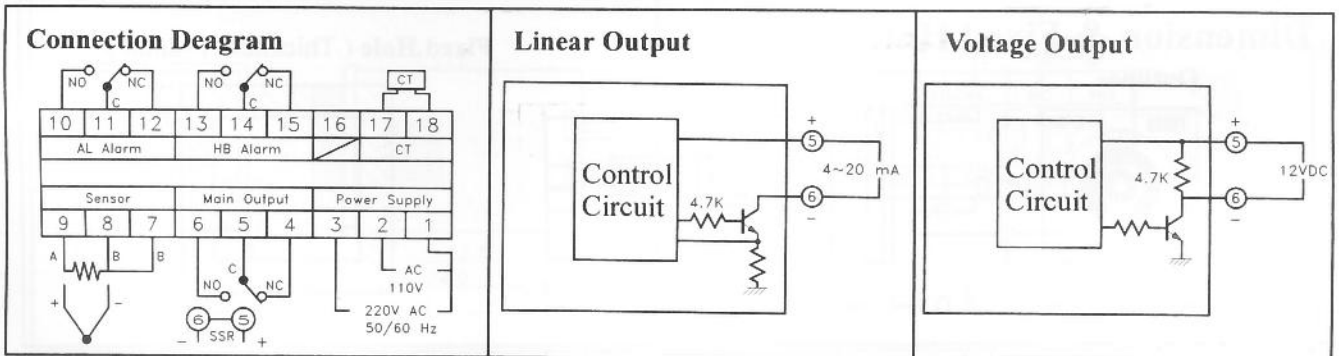 Connection Deagram
NO NC NO NC CT
C C
10 11 12 13 14 15 16 17 18
AL Alarm HB Alarm CT
Sensor Main Output Power Supply
9 8 7 6 5 4 3 2 1
A B B
C
NO NC
AC
110V
220V AC
50/60 Hz
+ -
6 5
- SSR +
Linear Output
Control
Circuit
4.7K
+
5
4~20 mA
6
-
Voltage Output
Control
Circuit
4.7K
+
5
12VDC
6
-